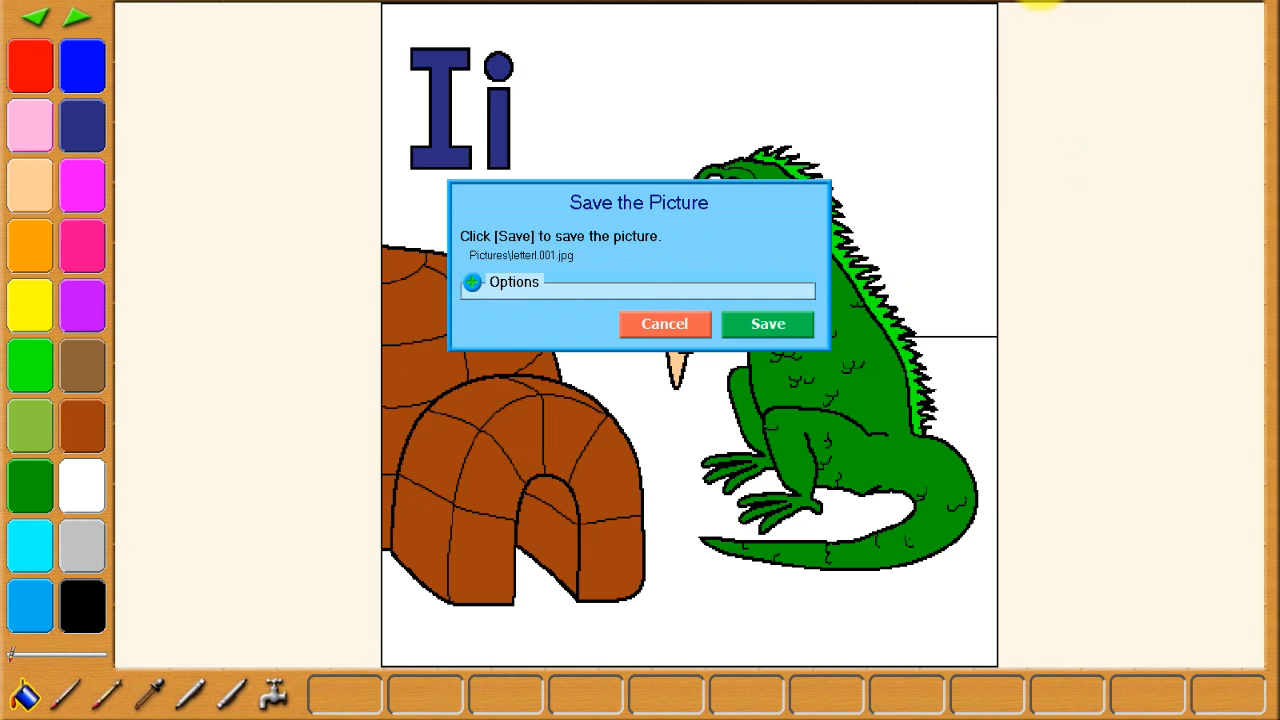 Ii
Save the Picture
Click [Save] to save the picture.
Pictures\letterI.001.jpg
Options
Cancel
Save